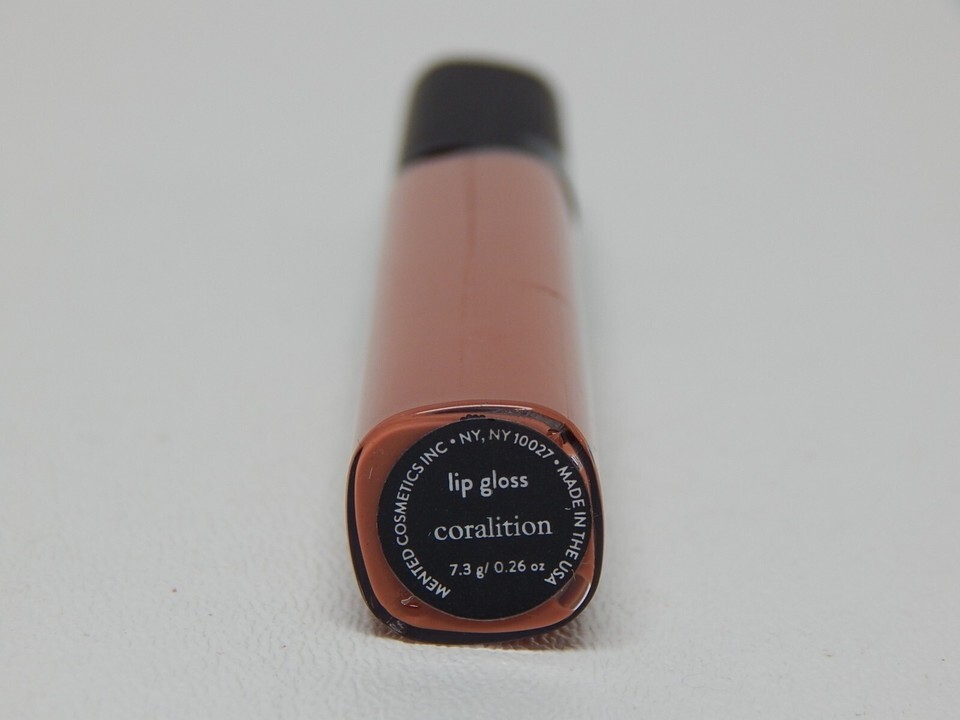 MENTED COSMETICS INC • NY, NY 10027 • MADE IN THE USA
lip gloss
coralition
7.3 g/ 0.26 oz